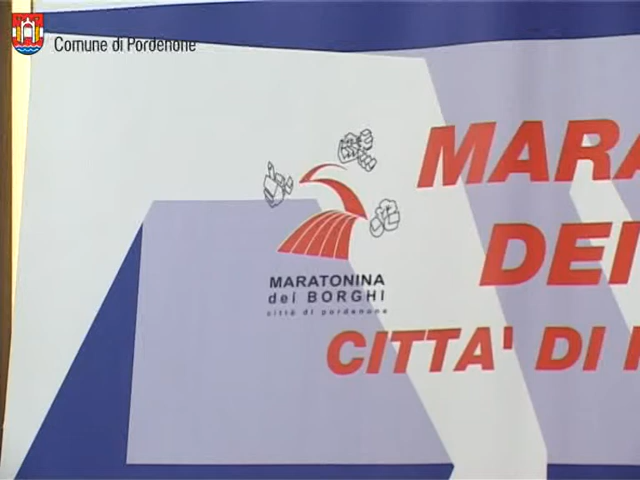 Comune di Pordenone
MARA
DEI
CITTA' DI
MARATONINA
dei BORGHI
città di pordenone